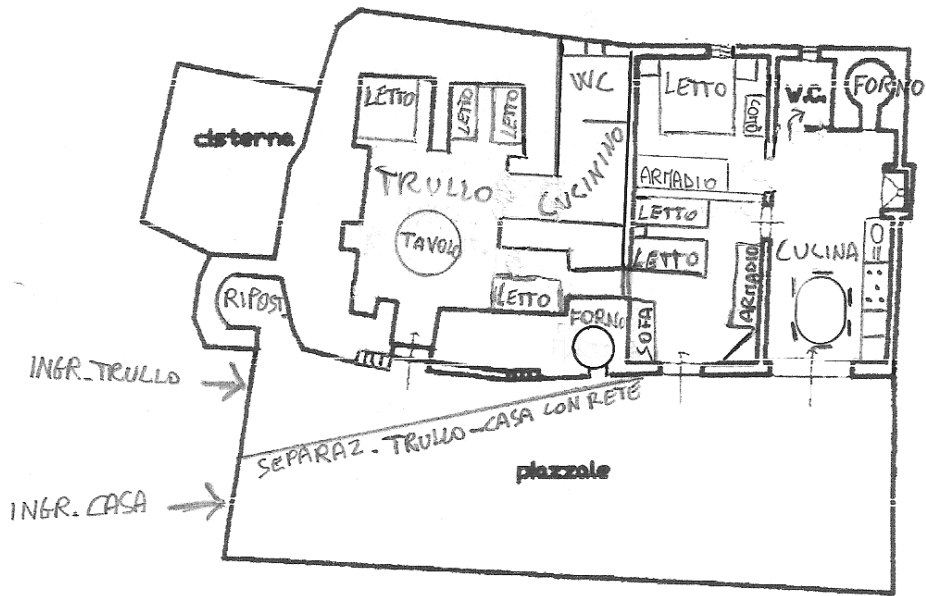 LETTO
LETTO
LETTO
WC
LETTO
W.C.
FORNO
cisterna
TRULLO
CUCININO
ARMADIO
LETTO
TAVOLO
LETTO
ARMADIO
CUCINA
RIPOST.
LETTO
FORNO
SOFA
INGR. TRULLO
SEPARAZ. TRULLO-CASA CON RETE
piazzale
INGR. CASA